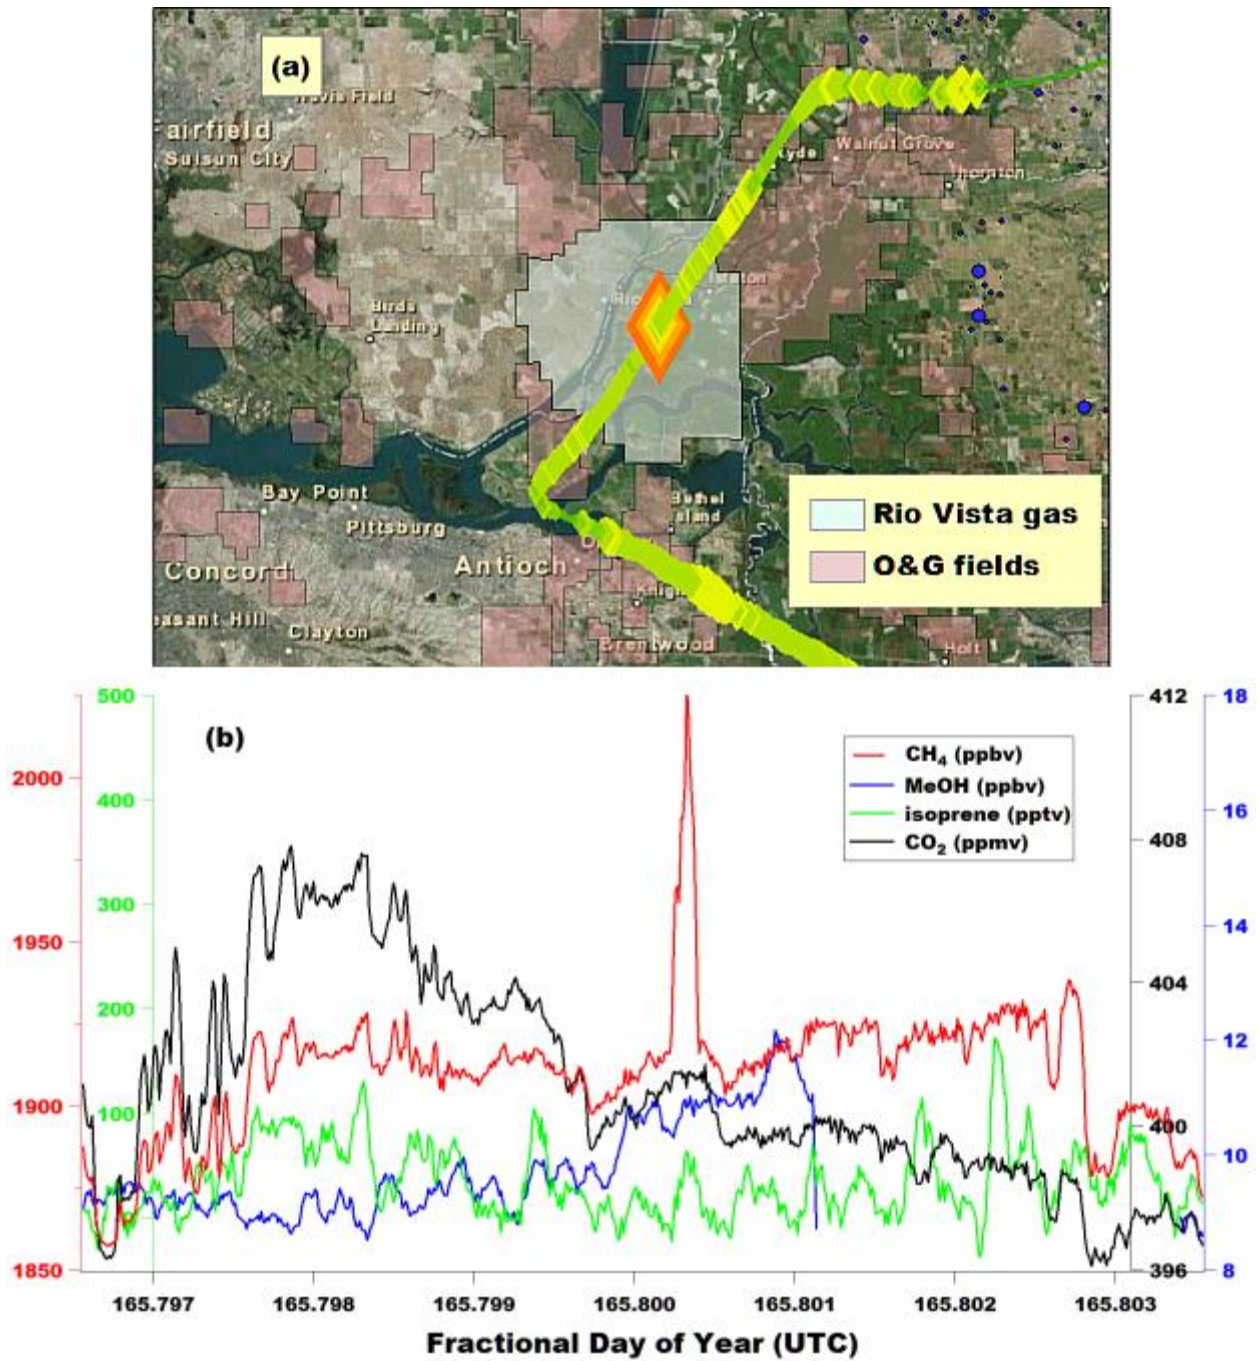 (a)
Travis Field
airfield
Suisun City
Ryde
Walnut Grove
Thornton
Rio
Birds
Landing
Bay Point
Pittsburg
Bethel
Island
Antioch
Concord
easant Hill
Clayton
Brentwood
Holt
Rio Vista gas
O&G fields
(b)
CH₄ (ppbv)
MeOH (ppbv)
isoprene (pptv)
CO₂ (ppmv)
2000
1950
1900
1850
500
400
300
200
100
412
408
404
400
396
18
16
14
12
10
8
165.797 165.798 165.799 165.800 165.801 165.802 165.803
Fractional Day of Year (UTC)